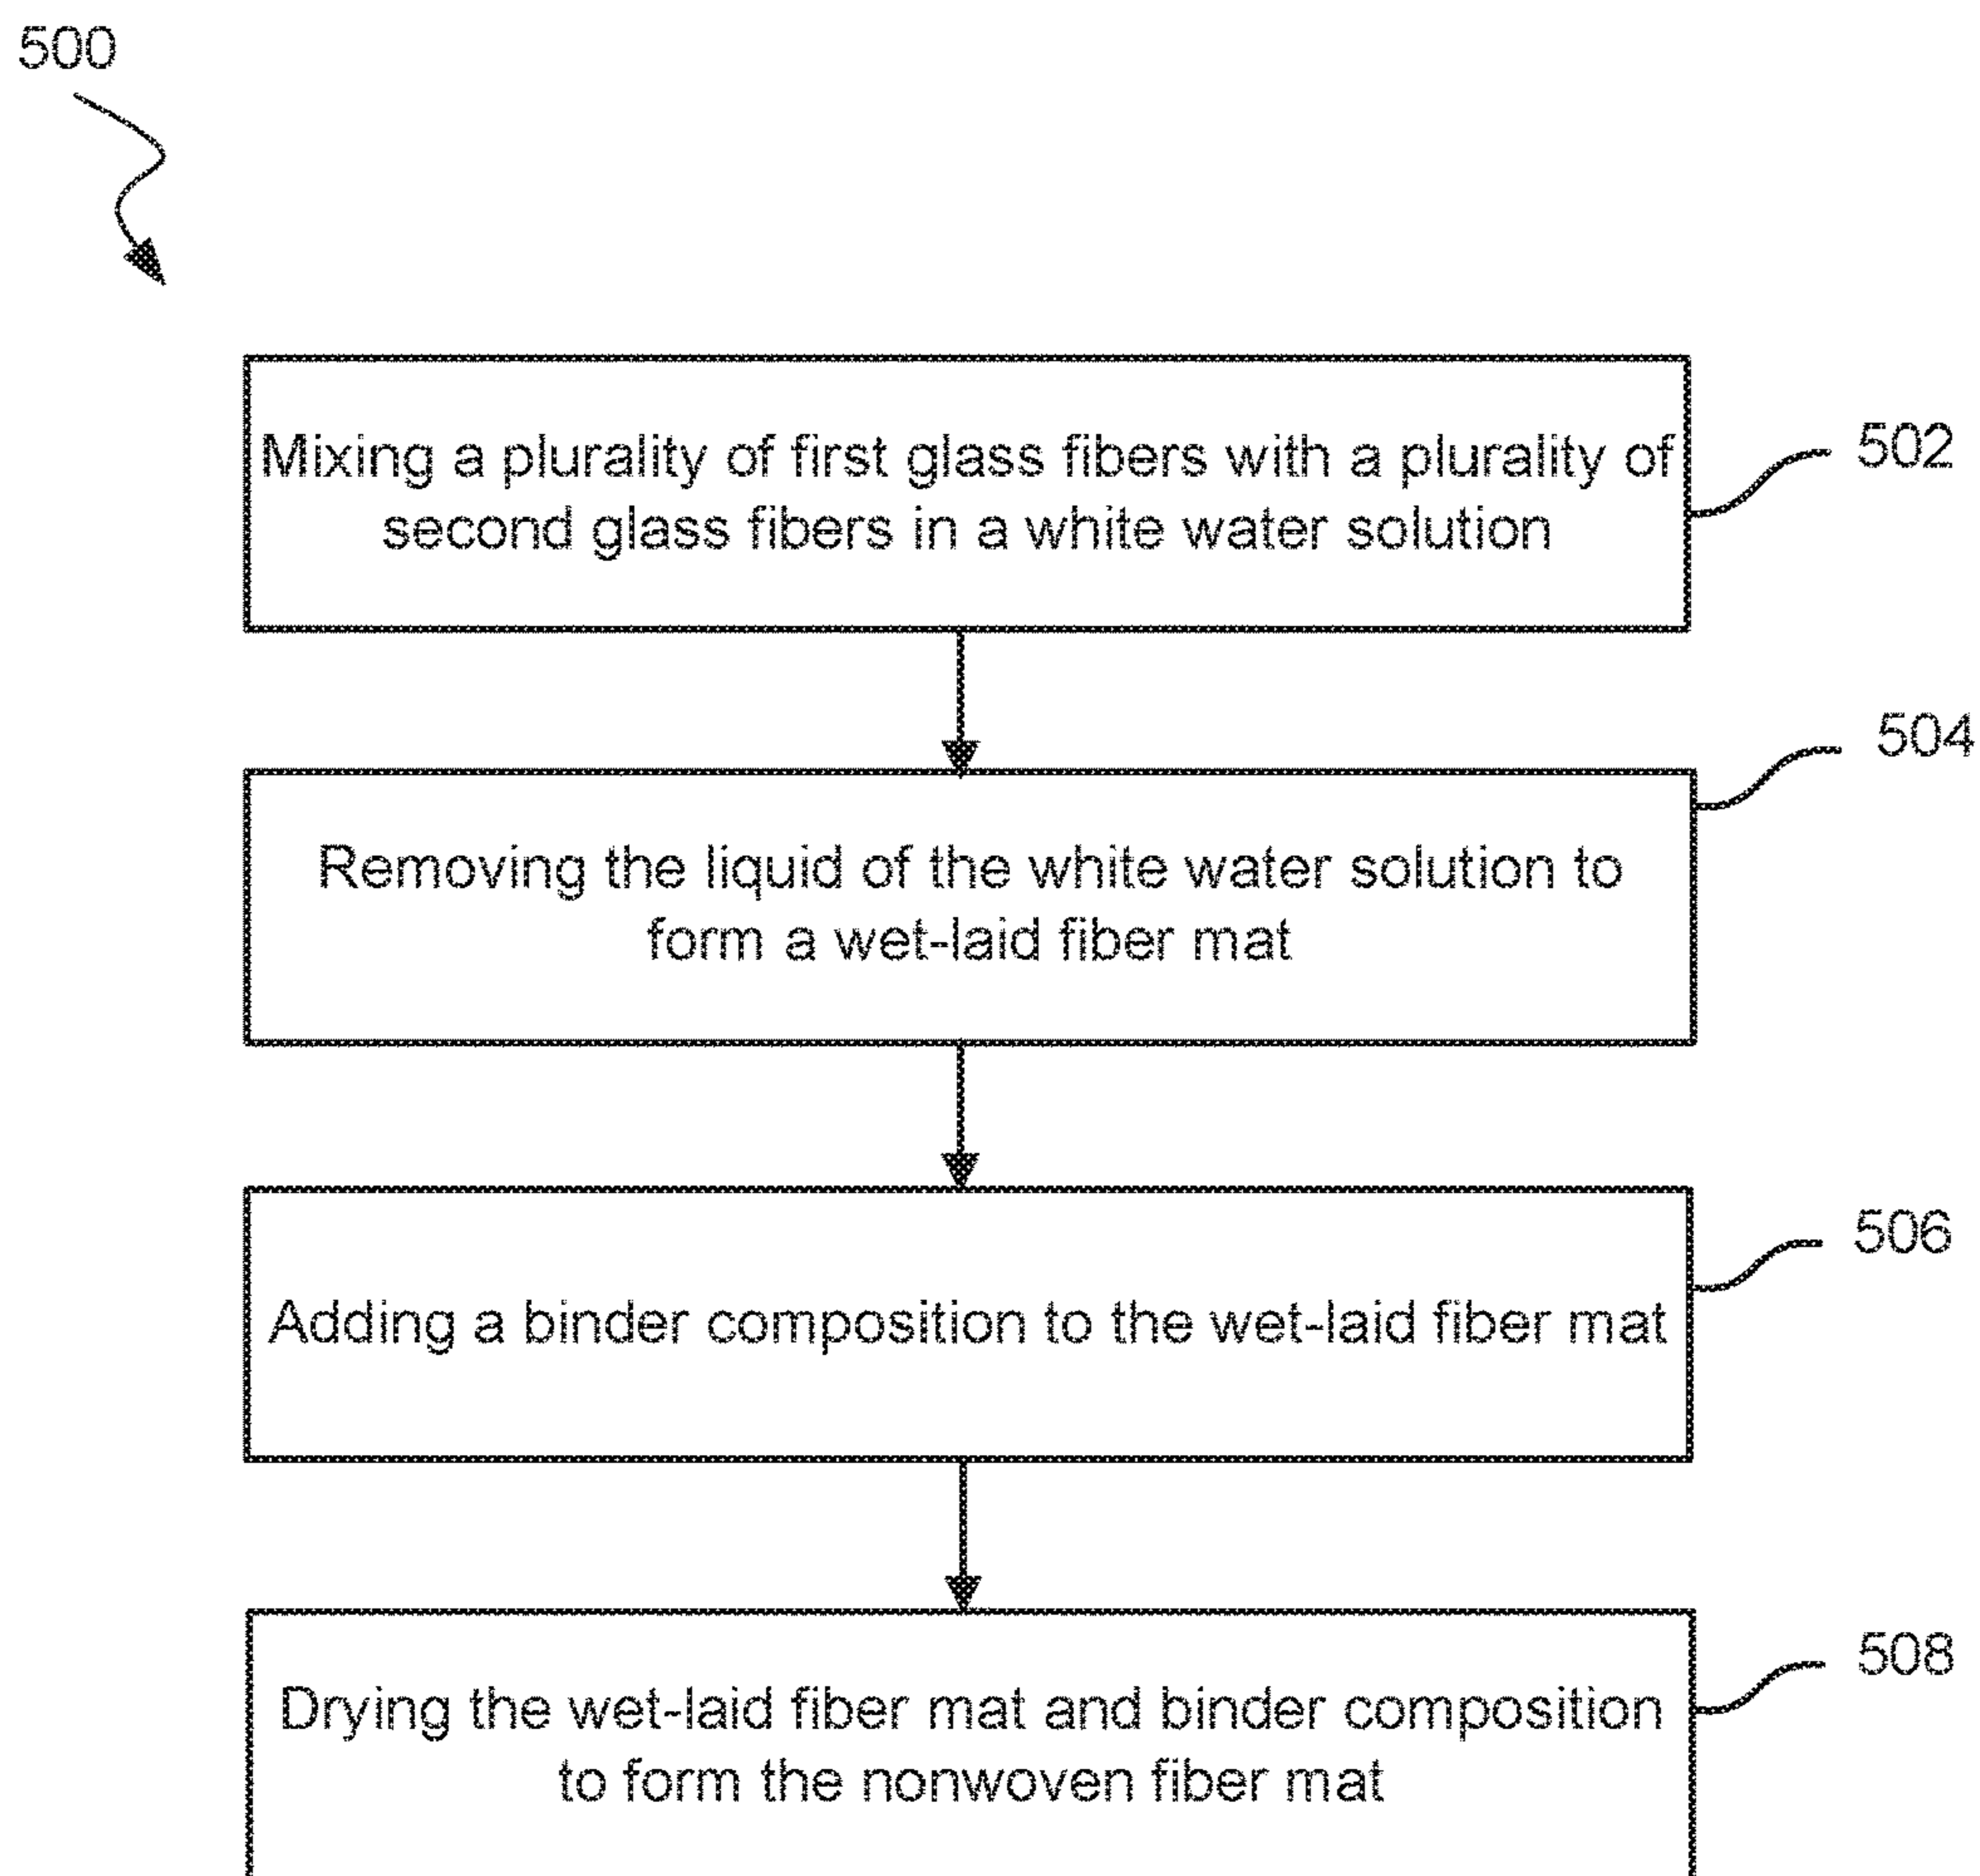 500
Mixing a plurality of first glass fibers with a plurality of
second glass fibers in a white water solution
502
Removing the liquid of the white water solution to
form a wet-laid fiber mat
504
Adding a binder composition to the wet-laid fiber mat
506
Drying the wet-laid fiber mat and binder composition
to form the nonwoven fiber mat
508